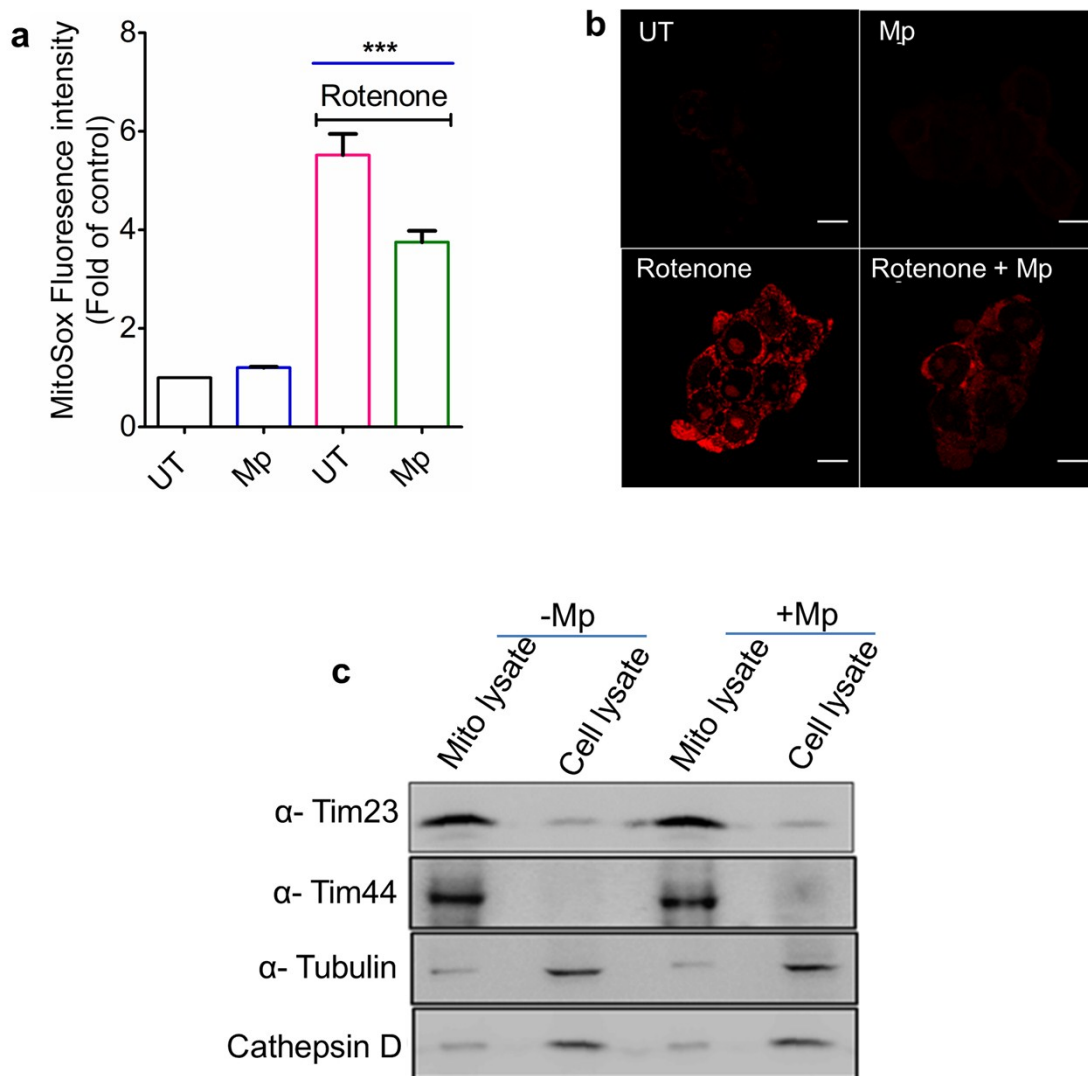 a
MitoSox Fluoresence intensity
(Fold of control)
8
6
4
2
0
***
Rotenone
UT
Mp
UT
Mp
b
UT
Mp
Rotenone
Rotenone + Mp
c
-Mp
+Mp
Mito lysate
Cell lysate
Mito lysate
Cell lysate
α- Tim23
α- Tim44
α- Tubulin
Cathepsin D